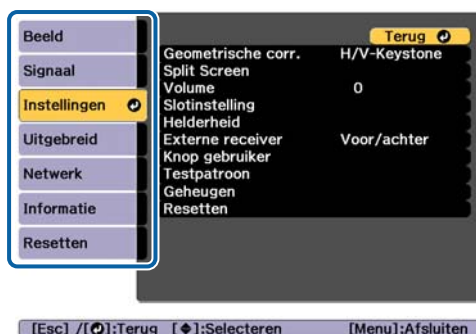 Beeld
Signaal
Instellingen
Uitgebreid
Netwerk
Informatie
Resetten
Terug
Geometrische corr. H/V-Keystone
Split Screen
Volume 0
Slotinstelling
Helderheid
Externe receiver Voor/achter
Knop gebruiker
Testpatroon
Geheugen
Resetten
[Esc] /[]:Terug []:Selecteren [Menu]:Afsluiten